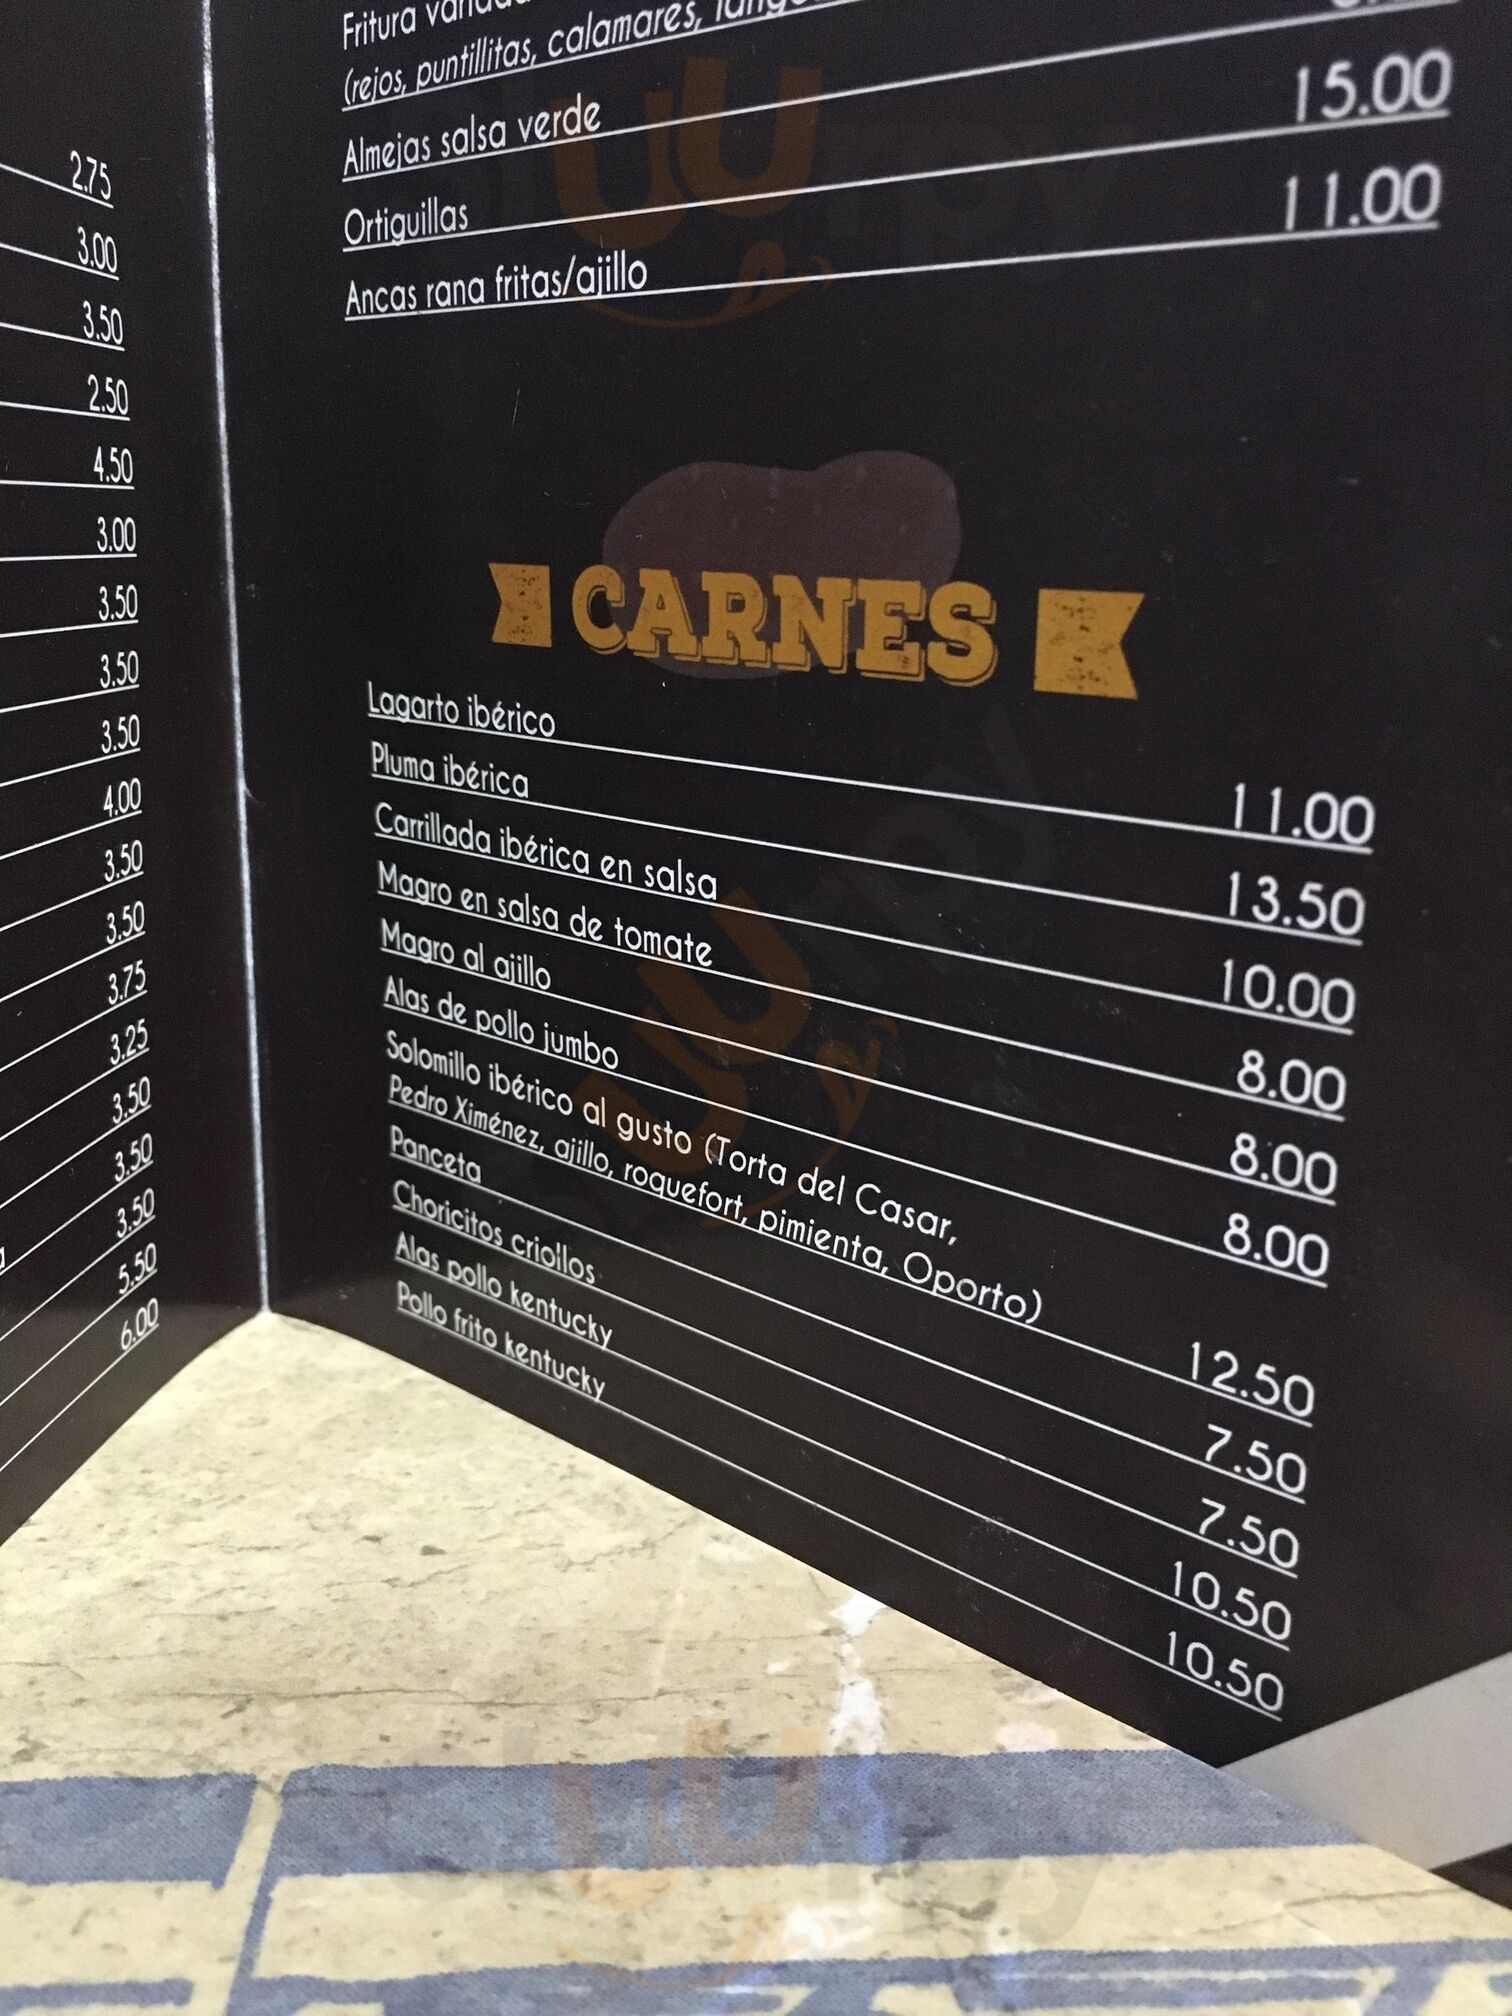 2.75
3.00
3.50
2.50
4.50
3.00
3.50
3.50
3.50
4.00
3.50
3.50
3.75
3.25
3.50
3.50
3.50
5.50
6.00
Fritura
(rejos, puntillitas, calamares,
Almejas salsa verde
Ortiguillas 15.00
Ancas rana fritas/ajillo 11.00
CARNES
Lagarto ibérico 11.00
Pluma ibérica 13.50
Carrillada ibérica en salsa 10.00
Magro en salsa de tomate 8.00
Magro al ajillo 8.00
Alas de pollo jumbo 8.00
Solomillo ibérico al gusto (Torta del Casar,
Pedro Ximénez, ajillo, roquefort, pimienta, Oporto) 12.50
Panceta 7.50
Choricitos criollos 7.50
Alas pollo kentucky 10.50
Pollo frito kentucky 10.50